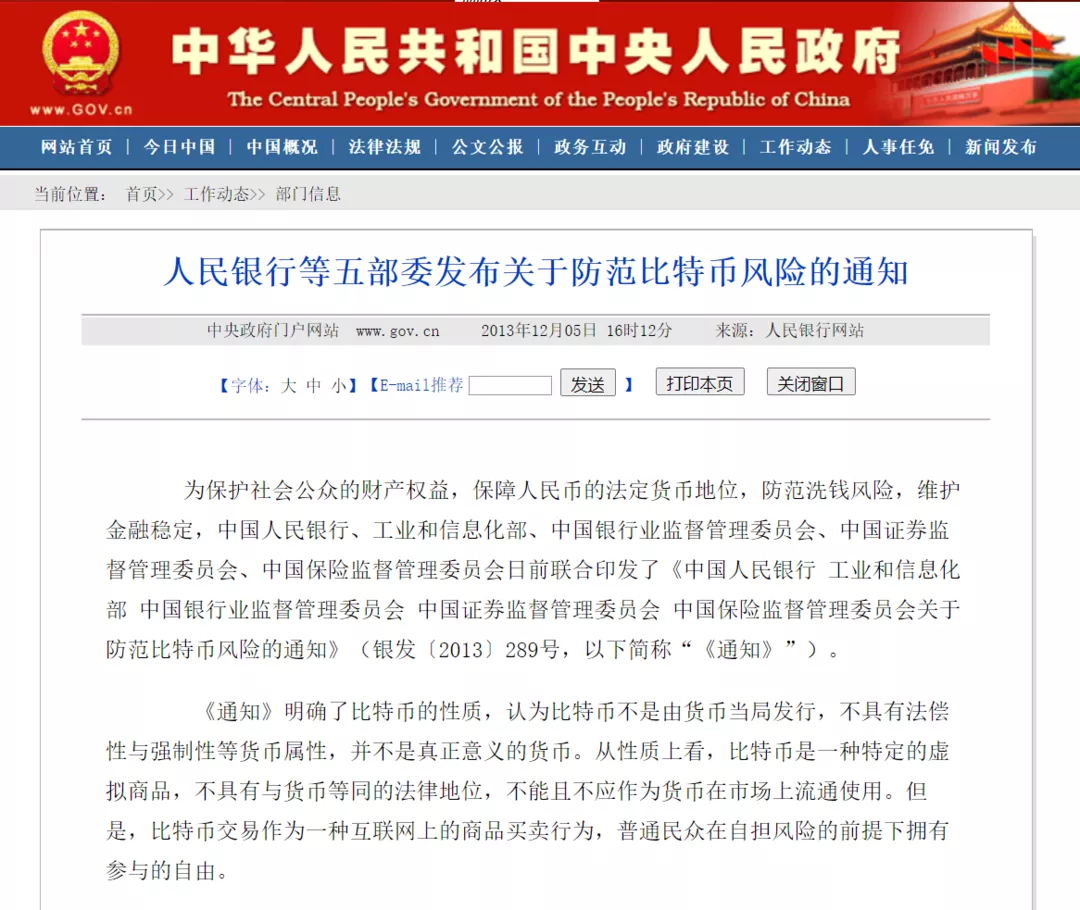 中华人民共和国中央人民政府
www.GOV.cn
The Central People's Government of the People's Republic of China
网站首页 | 今日中国 | 中国概况 | 法律法规 | 公文公报 | 政务互动 | 政府建设 | 工作动态 | 人事任免 | 新闻发布
当前位置: 首页>> 工作动态>> 部门信息
人民银行等五部委发布关于防范比特币风险的通知
中央政府门户网站 www.gov.cn 2013年12月05日 16时12分 来源: 人民银行网站
【字体: 大 中 小】【E-mail推荐 发送 】 打印本页 关闭窗口
为保护社会公众的财产权益，保障人民币的法定货币地位，防范洗钱风险，维护
金融稳定，中国人民银行、工业和信息化部、中国银行业监督管理委员会、中国证券监
督管理委员会、中国保险监督管理委员会日前联合印发了《中国人民银行 工业和信息化
部 中国银行业监督管理委员会 中国证券监督管理委员会 中国保险监督管理委员会关于
防范比特币风险的通知》（银发〔2013〕289号，以下简称“《通知》”）。
《通知》明确了比特币的性质，认为比特币不是由货币当局发行，不具有法偿
性与强制性等货币属性，并不是真正意义的货币。从性质上看，比特币是一种特定的虚
拟商品，不具有与货币等同的法律地位，不能且不应作为货币在市场上流通使用。但
是，比特币交易作为一种互联网上的商品买卖行为，普通民众在自担风险的前提下拥有
参与的自由。